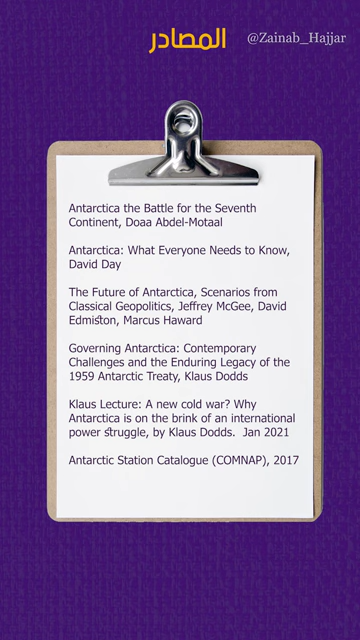 المصادر
@Zainab_Hajjar
Antarctica the Battle for the Seventh
Continent, Doaa Abdel-Motaal
Antarctica: What Everyone Needs to Know,
David Day
The Future of Antarctica, Scenarios from
Classical Geopolitics, Jeffrey McGee, David
Edmiston, Marcus Haward
Governing Antarctica: Contemporary
Challenges and the Enduring Legacy of the
1959 Antarctic Treaty, Klaus Dodds
Klaus Lecture: A new cold war? Why
Antarctica is on the brink of an international
power struggle, by Klaus Dodds. Jan 2021
Antarctic Station Catalogue (COMNAP), 2017